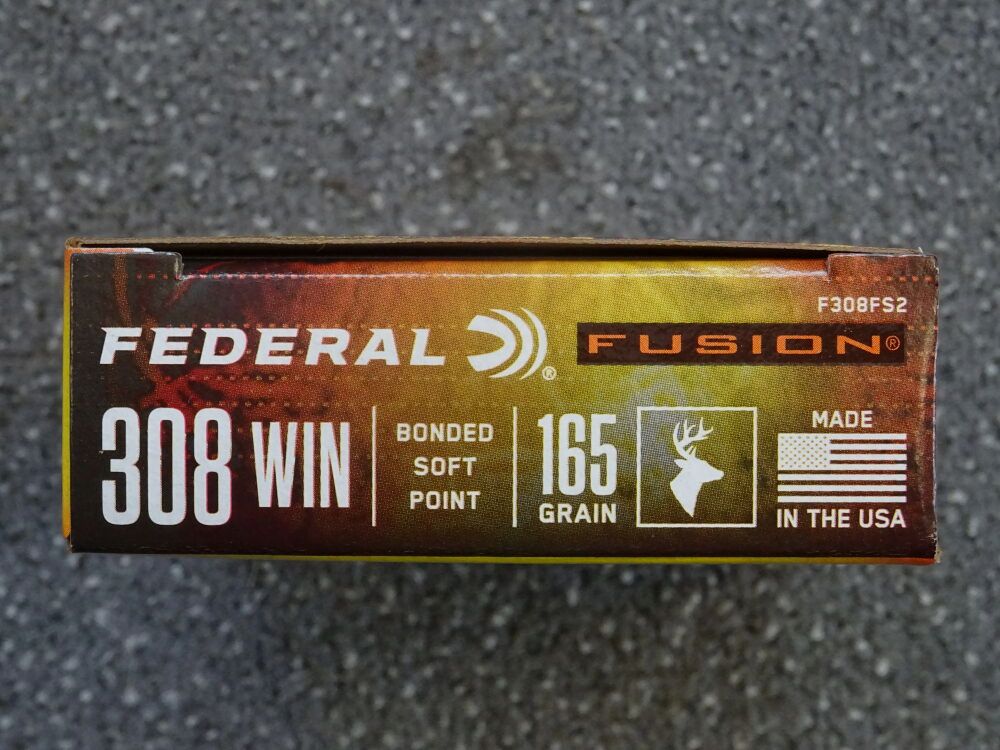 F308FS2
FEDERAL® FUSION®
308 WIN
BONDED
SOFT
POINT
165
GRAIN
MADE
IN THE USA